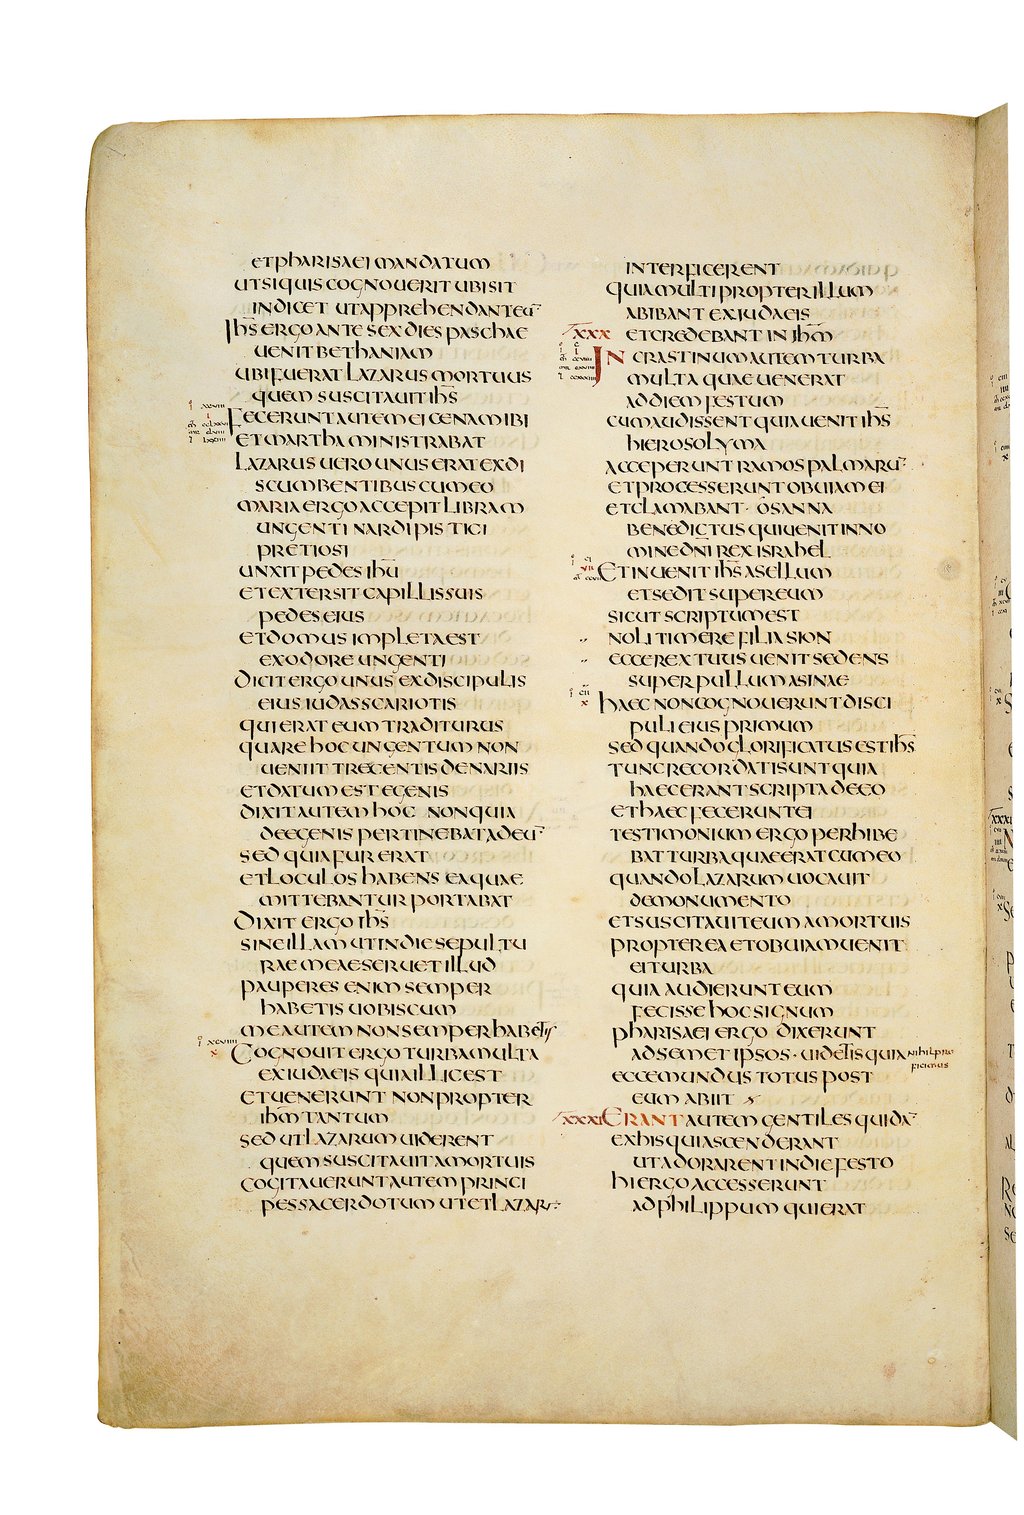 ET PHARISAEI MANDATUM
UT SI QUIS COGNOUERIT UBI SIT
INDICET UT APPREHENDANT EU͞
IHS̅ ERGO ANTE SEX DIES PASCHAE
UENIT BETHANIAM
UBI FUERAT LAZARUS MORTUUS
QUEM SUSCITAUIT IHS̅
FECERUNT AUTEM EI CENAM IBI
ET MARTHA MINISTRABAT
LAZARUS UERO UNUS ERAT EX DI
SCUMBENTIBUS CUM EO
MARIA ERGO ACCEPIT LIBRAM
UNGENTI NARDI PISTICI
PRETIOSI
UNXIT PEDES IHU̅
ET EXTERSIT CAPILLIS SUIS
PEDES EIUS
ET DOMUS IMPLETA EST
EX ODORE UNGENTI
DICIT ERGO UNUS EX DISCIPULIS
EIUS IUDAS SCARIOTIS
QUI ERAT EUM TRADITURUS
QUARE HOC UNGENTUM NON
UENIIT TRECENTIS DENARIIS
ET DATUM EST EGENIS
DIXIT AUTEM HOC NON QUIA
DE EGENIS PERTINEBAT AD EU͞
SED QUIA FUR ERAT
ET LOCULOS HABENS EA QUAE
MITTEBANTUR PORTABAT
DIXIT ERGO IHS̅
SINE ILLAM UT IN DIE SEPULTU
RAE MEAE SERUET ILLUD
PAUPERES ENIM SEMPER
HABETIS UOBISCUM
ME AUTEM NON SEMPER HABETIS
XCVIIII
X
COGNOUIT ERGO TURBA MULTA
EX IUDAEIS QUIA ILLIC EST
ET UENERUNT NON PROPTER
IHM̅ TANTUM
SED UT LAZARUM UIDERENT
QUEM SUSCITAUIT A MORTUIS
COGITAUERUNT AUTEM PRINCI
PES SACERDOTUM UT ET LAZARU͞
INTERFICERENT
QUIA MULTI PROPTER ILLUM
ABIBANT EX IUDAEIS
XXX ET CREDEBANT IN IHM̅
IN CRASTINUM AUTEM TURBA
MULTA QUAE UENERAT
AD DIEM FESTUM
CUM AUDISSENT QUIA UENIT IHS̅
HIEROSOLYMA
ACCEPERUNT RAMOS PALMARU͞
ET PROCESSERUNT OBUIAM EI
ET CLAMABANT · OSANNA
BENEDICTUS QUI UENIT IN NO
MINE DN̅I REX ISRAHEL
ET INUENIT IHS̅ ASELLUM
ET SEDIT SUPER EUM
SICUT SCRIPTUM EST
NOLI TIMERE FILIA SION
ECCE REX TUUS UENIT SEDENS
SUPER PULLUM ASINAE
CII
X
HAEC NON COGNOUERUNT DISCI
PULI EIUS PRIMUM
SED QUANDO GLORIFICATUS EST IHS̅
TUNC RECORDATI SUNT QUIA
HAEC ERANT SCRIPTA DE EO
ET HAEC FECERUNT EI
TESTIMONIUM ERGO PERHIBE
BAT TURBA QUAE ERAT CUM EO
QUANDO LAZARUM UOCAUIT
DE MONUMENTO
ET SUSCITAUIT EUM A MORTUIS
PROPTEREA ET OBUIAM UENIT
EI TURBA
QUIA AUDIERUNT EUM
FECISSE HOC SIGNUM
PHARISAEI ERGO DIXERUNT
AD SEMET IPSOS · UIDETIS QUIA NIHIL PRO
FICIMUS
ECCE MUNDUS TOTUS POST
EUM ABIIT
XXXI ERANT AUTEM GENTILES QUIDA͞
EX HIS QUI ASCENDERANT
UT ADORARENT IN DIE FESTO
HI ERGO ACCESSERUNT
AD PHILIPPUM QUI ERAT